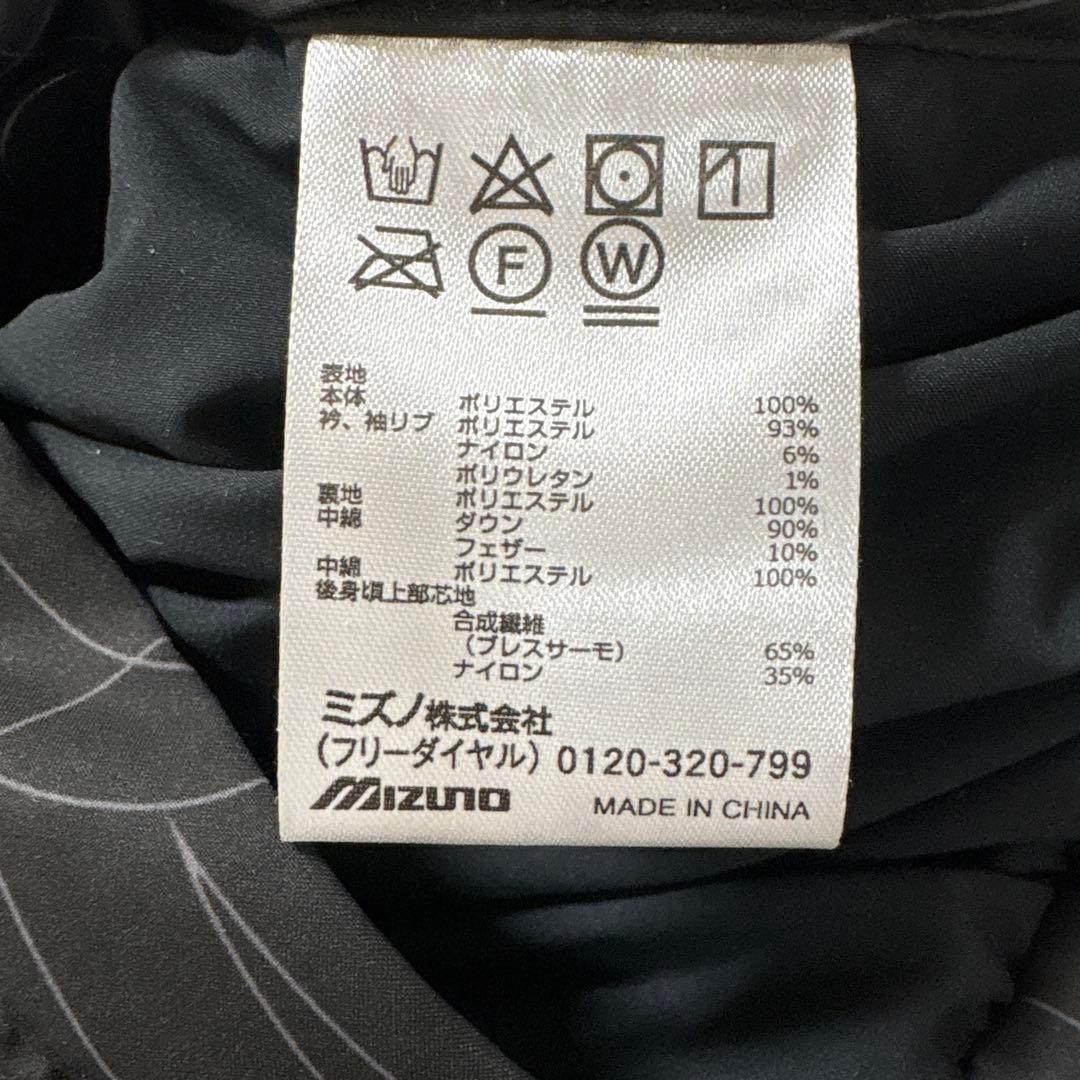 F W
表地
本体 ポリエステル 100%
衿、袖リブ ポリエステル 93%
ナイロン 6%
ポリウレタン 1%
裏地 ポリエステル 100%
中綿 ダウン 90%
フェザー 10%
中綿 ポリエステル 100%
後身頃上部芯地
合成繊維
(ブレスサーモ) 65%
ナイロン 35%
ミズノ株式会社
(フリーダイヤル) 0120-320-799
MIZUNO MADE IN CHINA